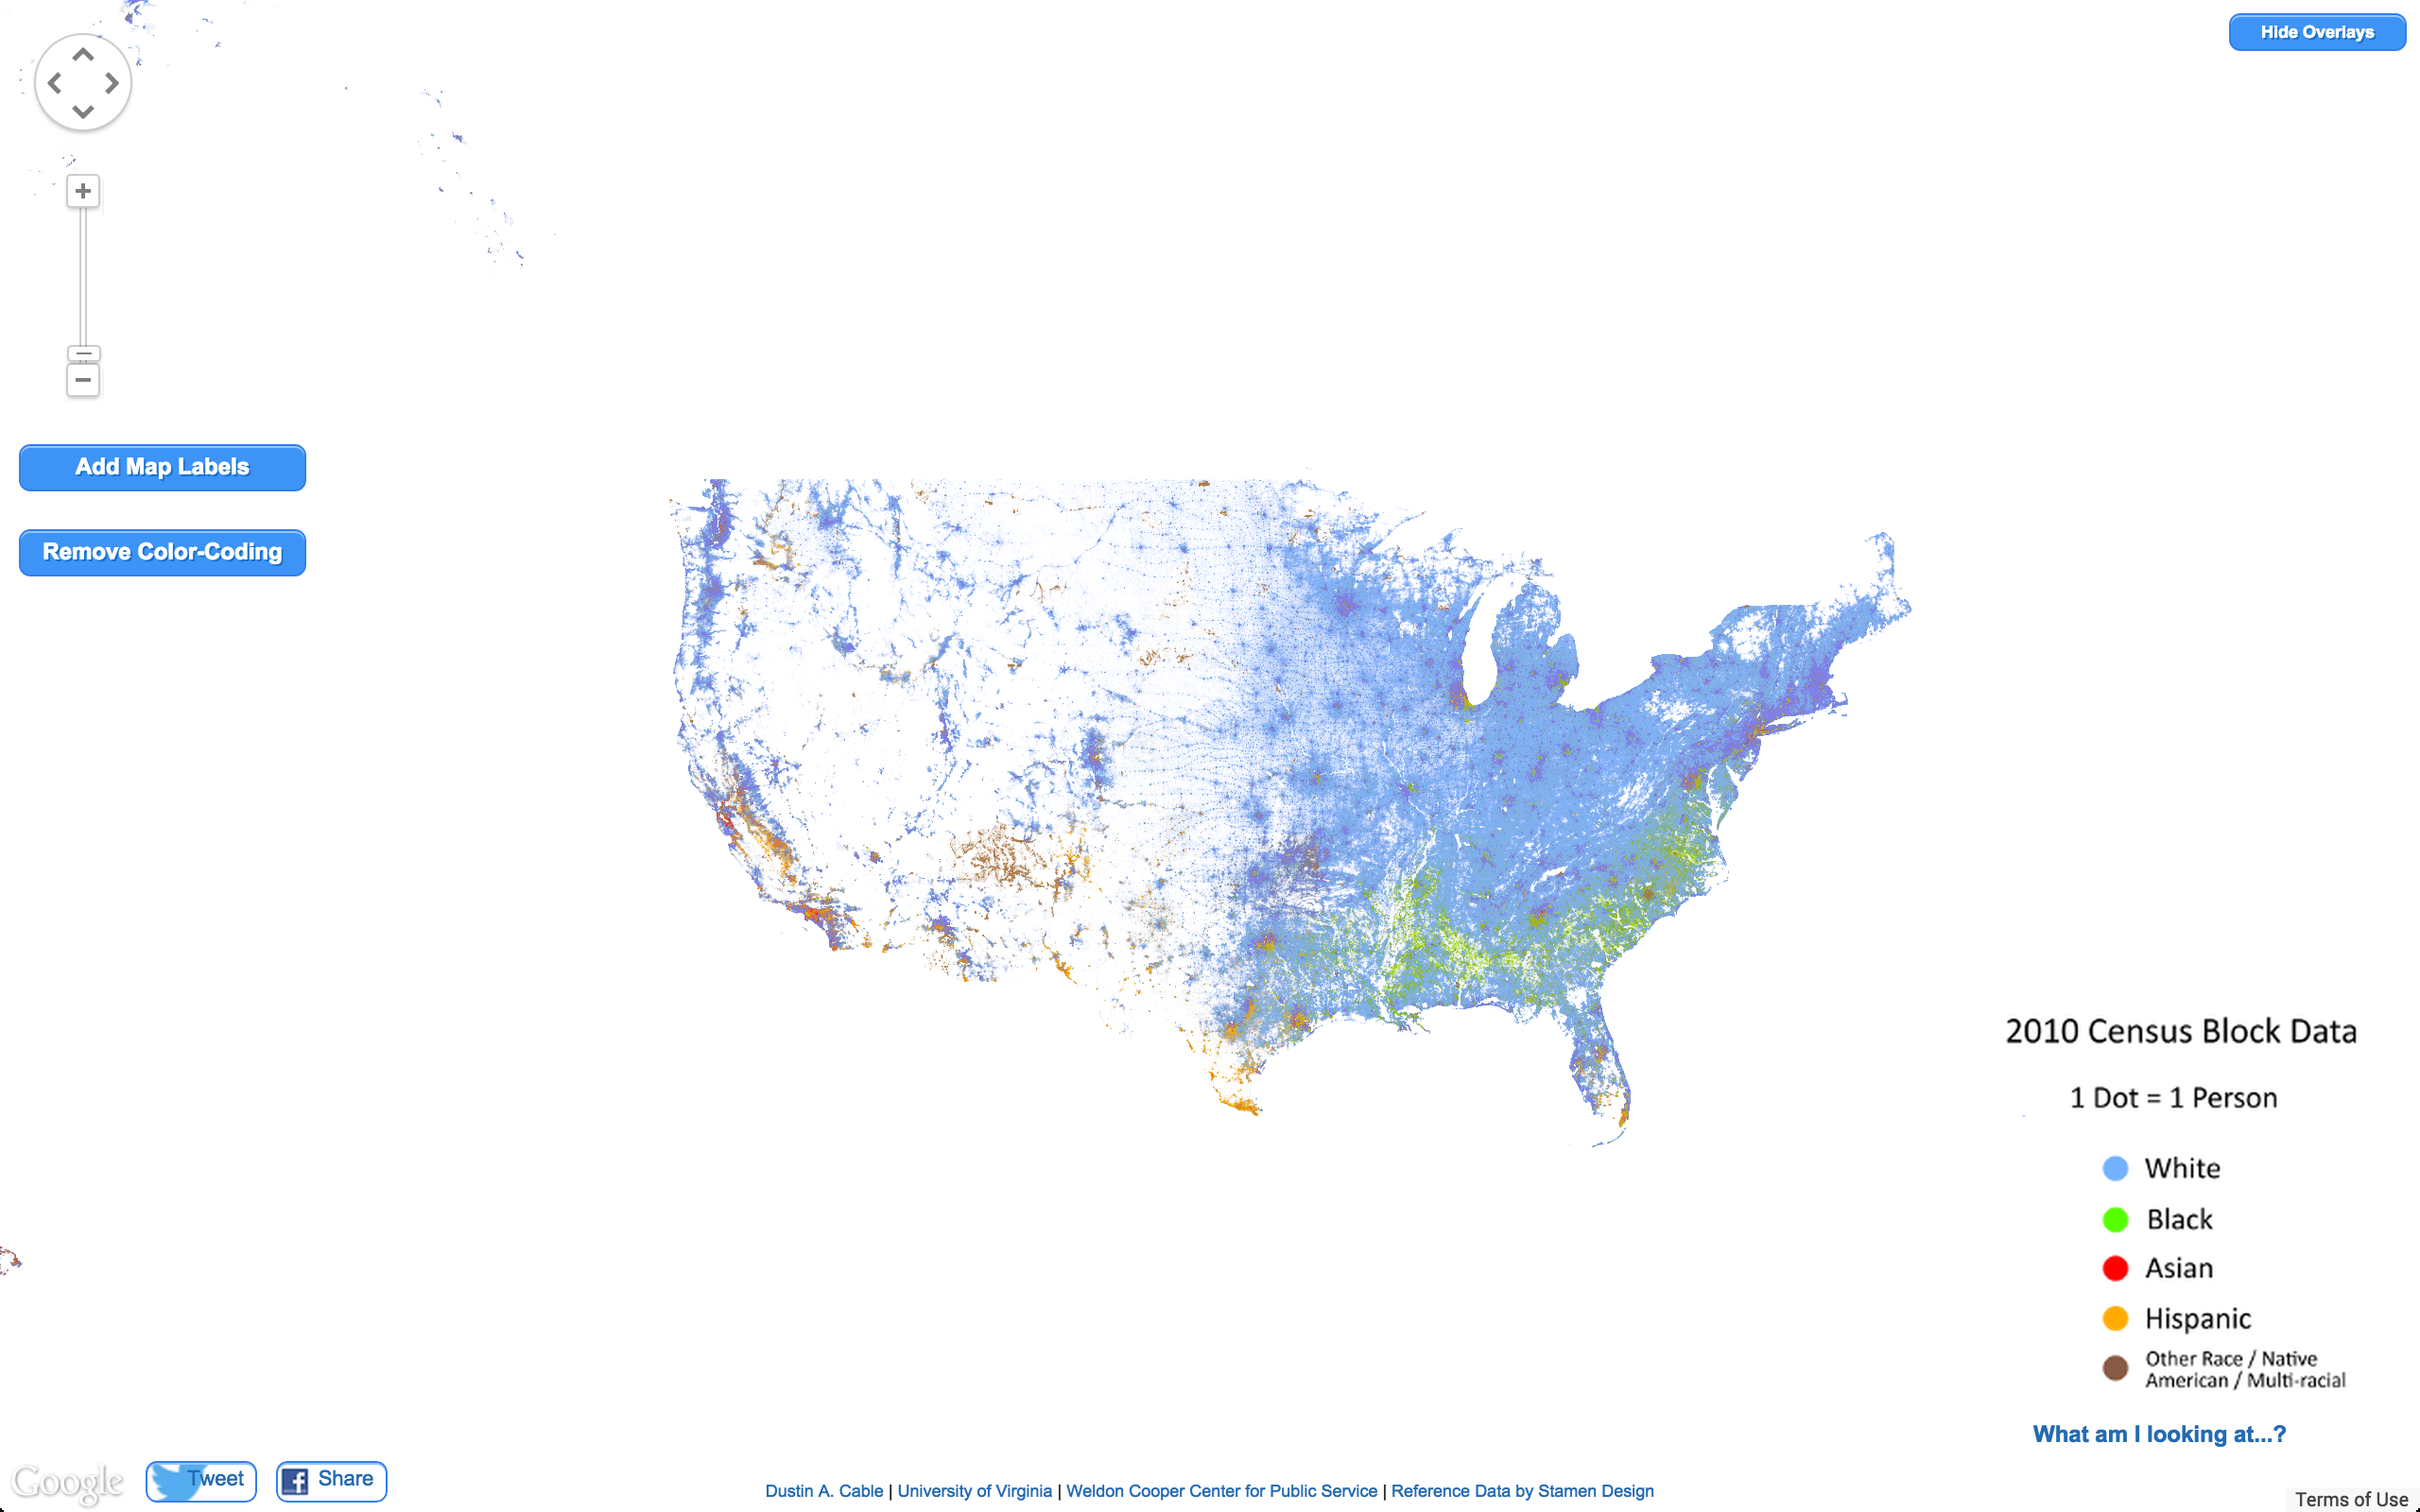 Hide Overlays
+
−
Add Map Labels
Remove Color-Coding
2010 Census Block Data
1 Dot = 1 Person
White
Black
Asian
Hispanic
Other Race / Native
American / Multi-racial
What am I looking at...?
Google
Tweet
f Share
Dustin A. Cable | University of Virginia | Weldon Cooper Center for Public Service | Reference Data by Stamen Design
Terms of Use